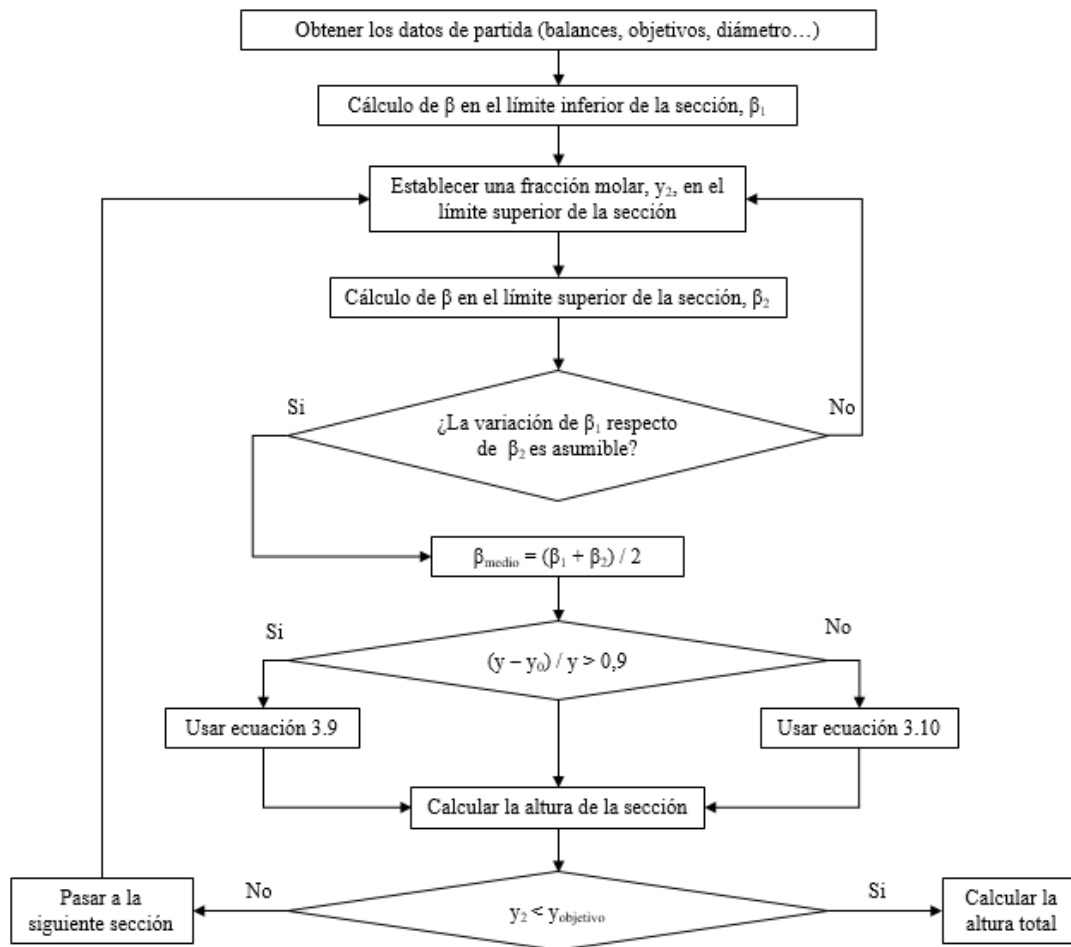 Obtener los datos de partida (balances, objetivos, diámetro…)
Cálculo de β en el límite inferior de la sección, β₁
Establecer una fracción molar, y₂, en el
límite superior de la sección
Cálculo de β en el límite superior de la sección, β₂
Si
No
¿La variación de β₁ respecto
de β₂ es asumible?
βmedio = (β₁ + β₂) / 2
Si
No
(y – y₀) / y > 0,9
Usar ecuación 3.9
Usar ecuación 3.10
Calcular la altura de la sección
Pasar a la
siguiente sección
No
y₂ < yobjetivo
Si
Calcular la
altura total